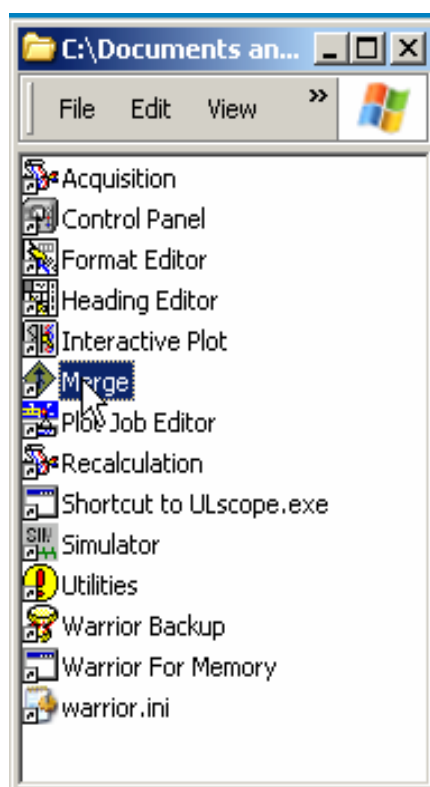 C:\Documents an...
File Edit View »
Acquisition
Control Panel
Format Editor
Heading Editor
Interactive Plot
Merge
Plot Job Editor
Recalculation
Shortcut to ULscope.exe
SIM Simulator
Utilities
Warrior Backup
Warrior For Memory
warrior.ini